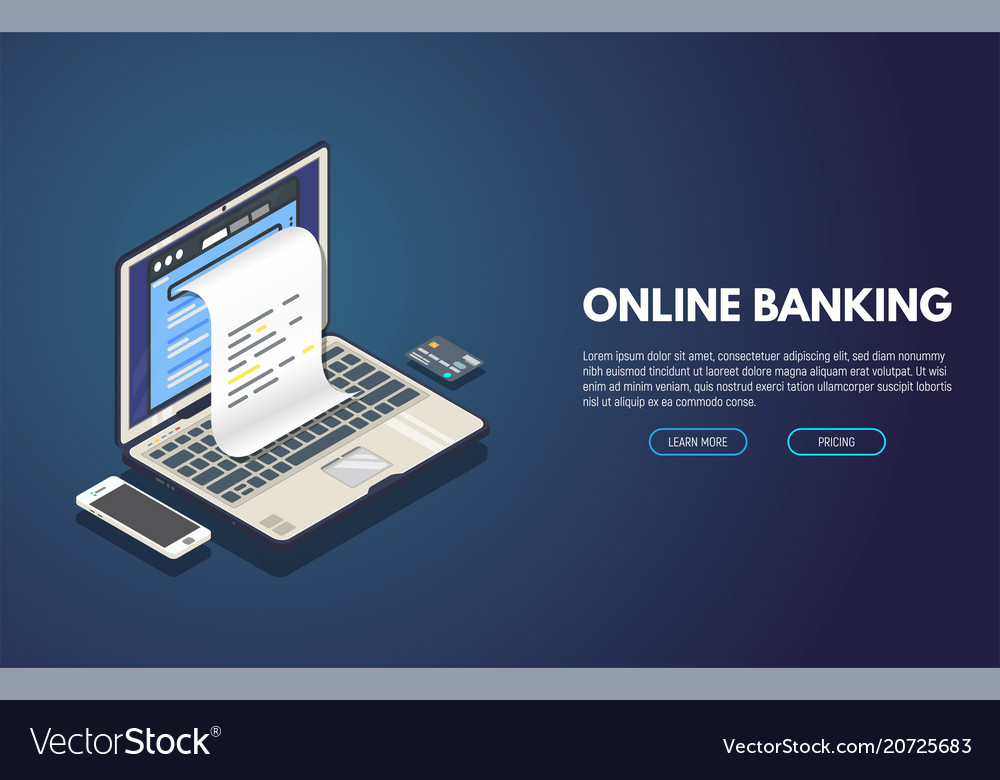 ONLINE BANKING
Lorem ipsum dolor sit amet, consectetuer adipiscing elit, sed diam nonummy
nibh euismod tincidunt ut laoreet dolore magna aliquam erat volutpat. Ut wisi
enim ad minim veniam, quis nostrud exerci tation ullamcorper suscipit lobortis
nisl ut aliquip ex ea commodo conse.
LEARN MORE
PRICING
VectorStock®
VectorStock.com/20725683